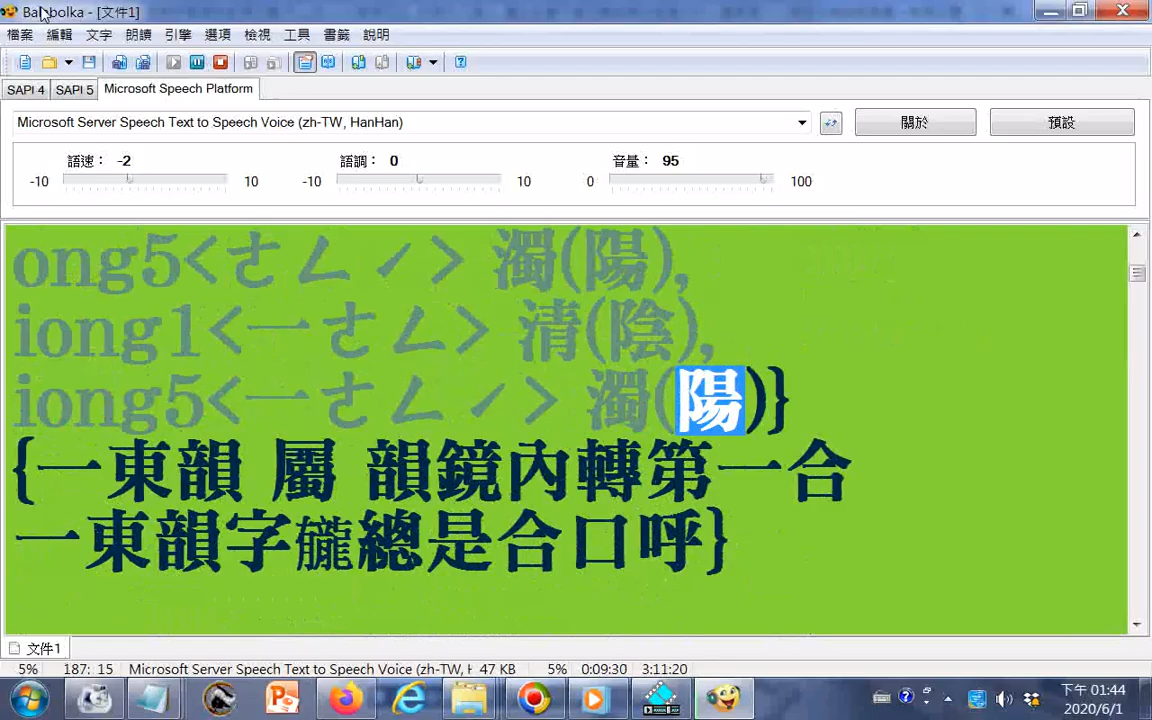 Balabolka - [文件1]
檔案 編輯 文字 朗讀 引擎 選項 檢視 工具 書籤 說明
SAPI 4 SAPI 5 Microsoft Speech Platform
Microsoft Server Speech Text to Speech Voice (zh-TW, HanHan) 關於 預設
語速： -2 語調： 0 音量： 95
-10 10 -10 10 0 100
ong5<ㄜㄥˊ> 濁(陽),
iong1<ㄧㄜㄥ> 清(陰),
iong5<ㄧㄜㄥˊ> 濁(陽)}
{一東韻 屬 韻鏡內轉第一合
一東韻字朧總是合口呼}
文件1
5% 187: 15 Microsoft Server Speech Text to Speech Voice (zh-TW, H 47 KB 5% 0:09:30 3:11:20
下午 01:44
2020/6/1